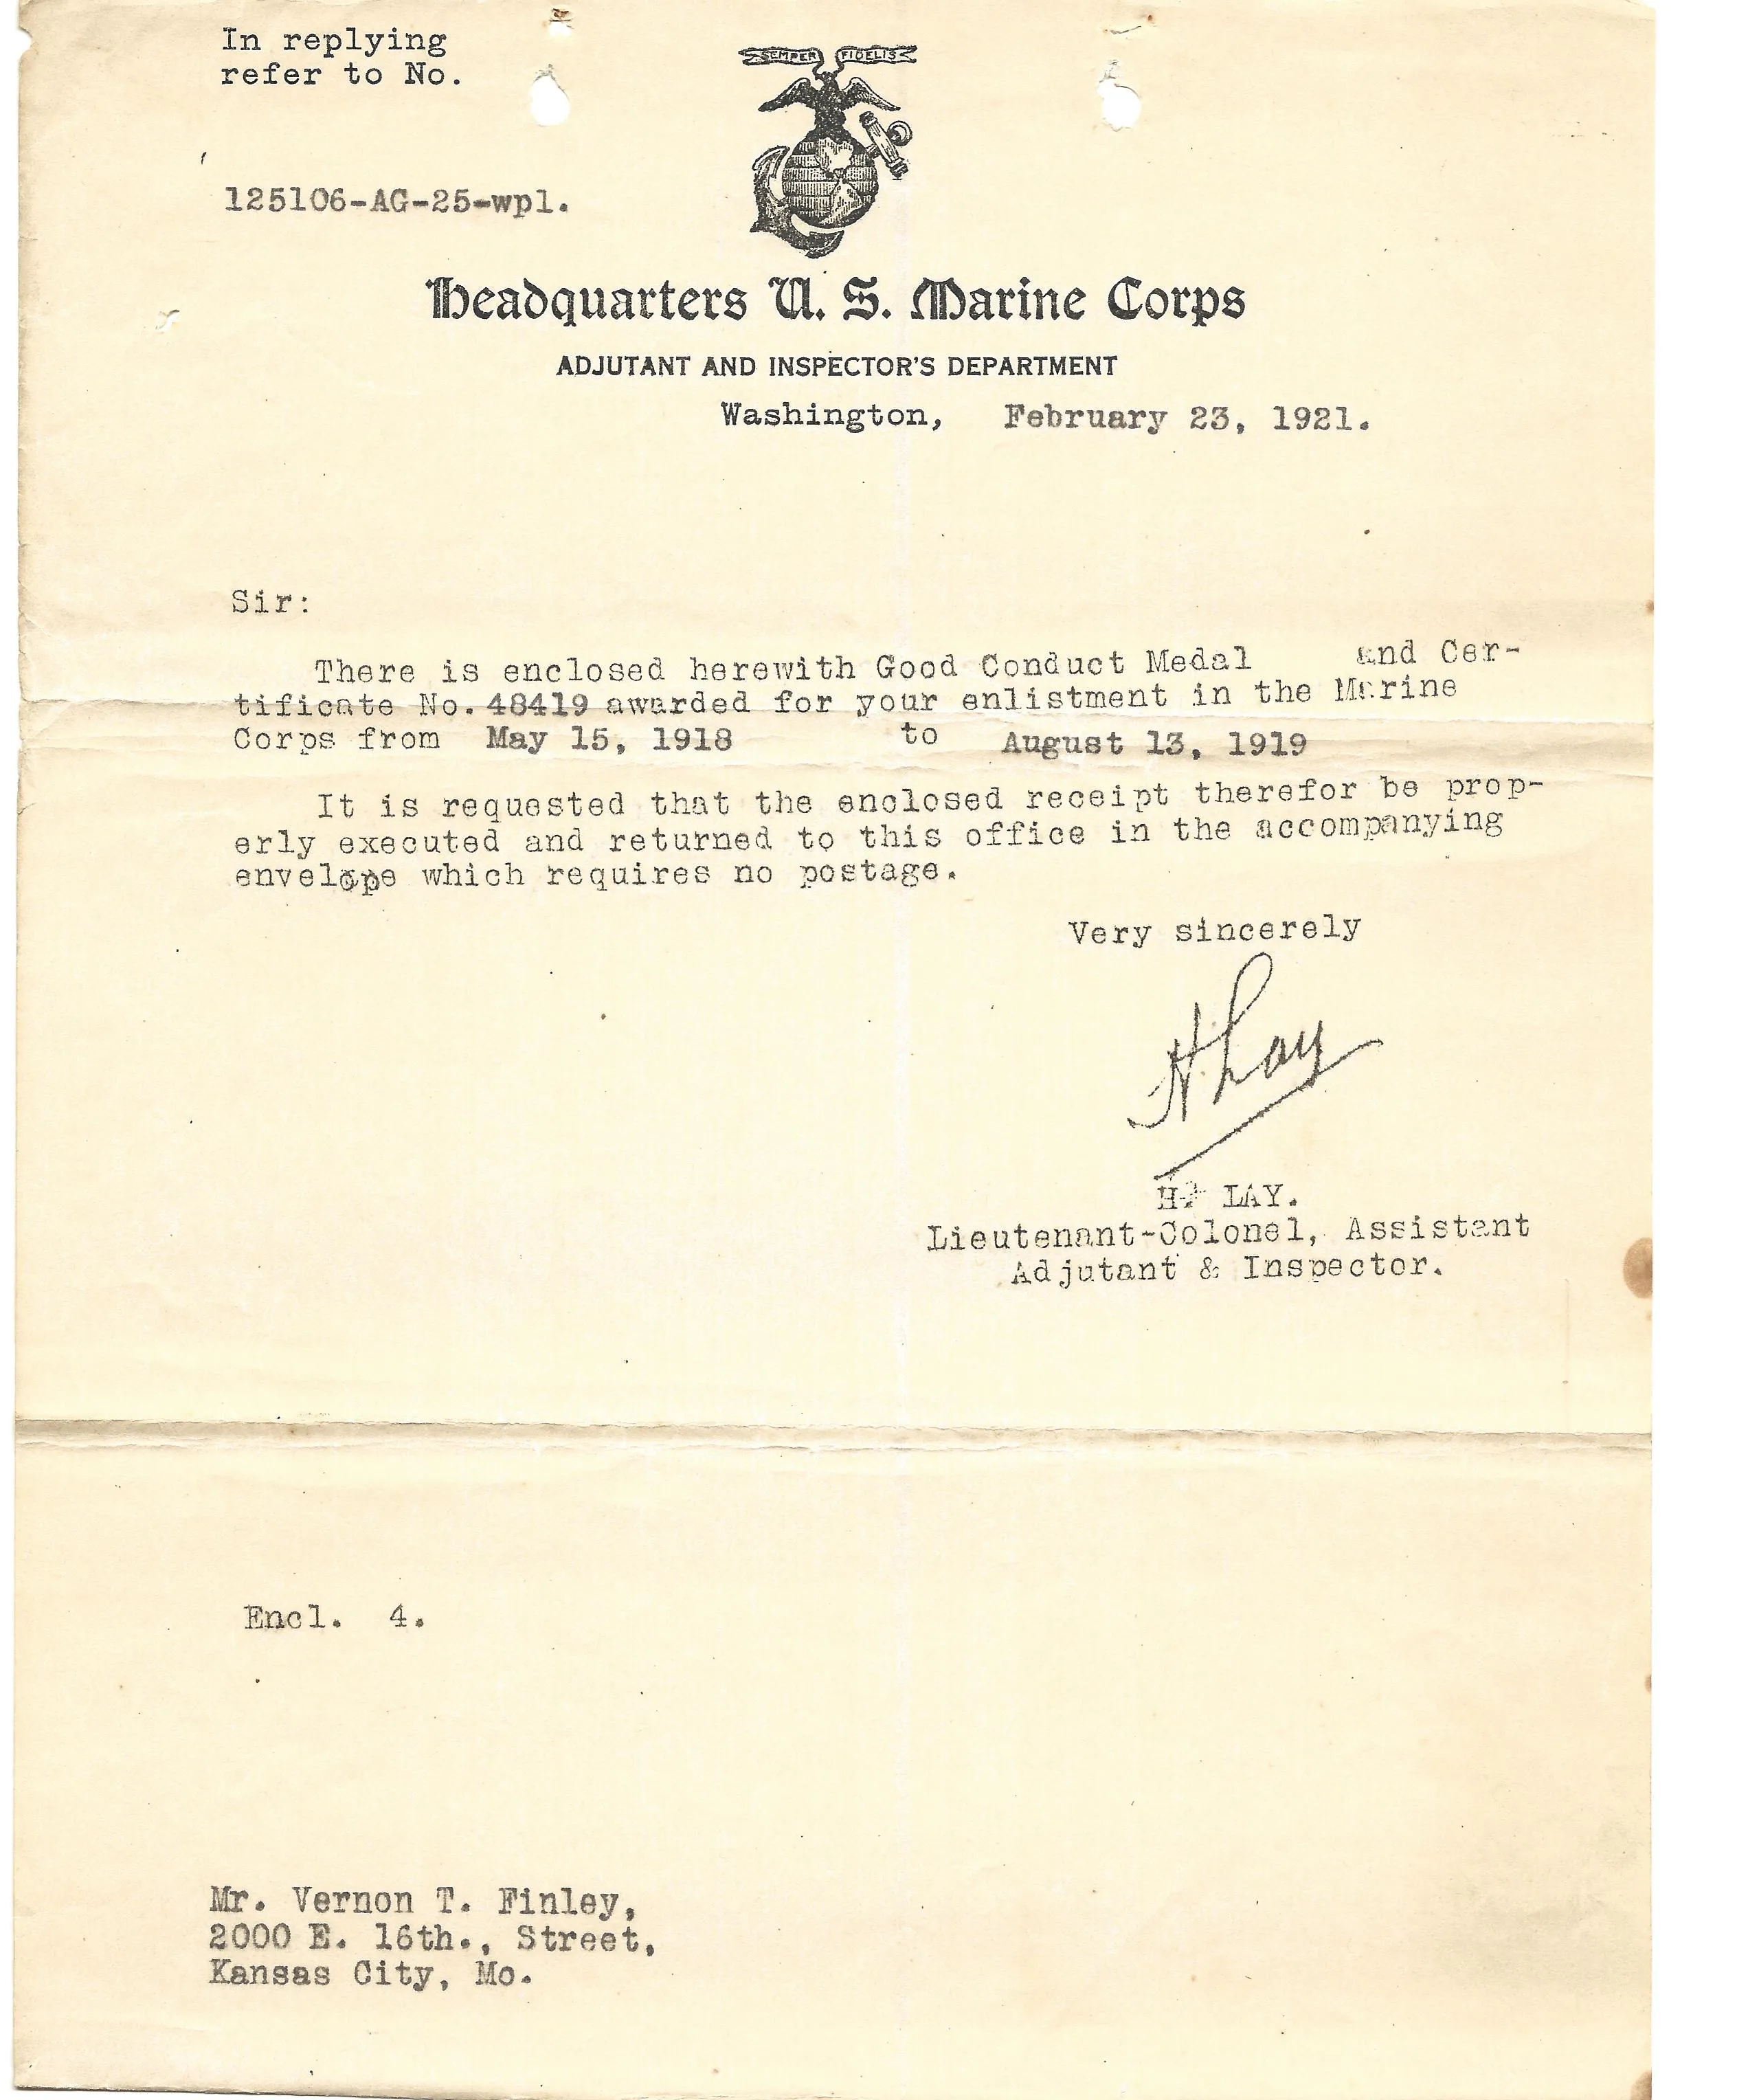 In replying
refer to No.
SEMPER FIDELIS
125106-AG-25-wpl.
Headquarters U. S. Marine Corps
ADJUTANT AND INSPECTOR'S DEPARTMENT
Washington, February 23, 1921.
Sir:
There is enclosed herewith Good Conduct Medal and Cer-
tificate No. 48419 awarded for your enlistment in the Marine
Corps from May 15, 1918 to August 13, 1919
It is requested that the enclosed receipt therefor be prop-
erly executed and returned to this office in the accompanying
envelope which requires no postage.
Very sincerely
H Lay
H. LAY.
Lieutenant-Colonel, Assistant
Adjutant & Inspector.
Encl. 4.
Mr. Vernon T. Finley,
2000 E. 16th., Street,
Kansas City, Mo.